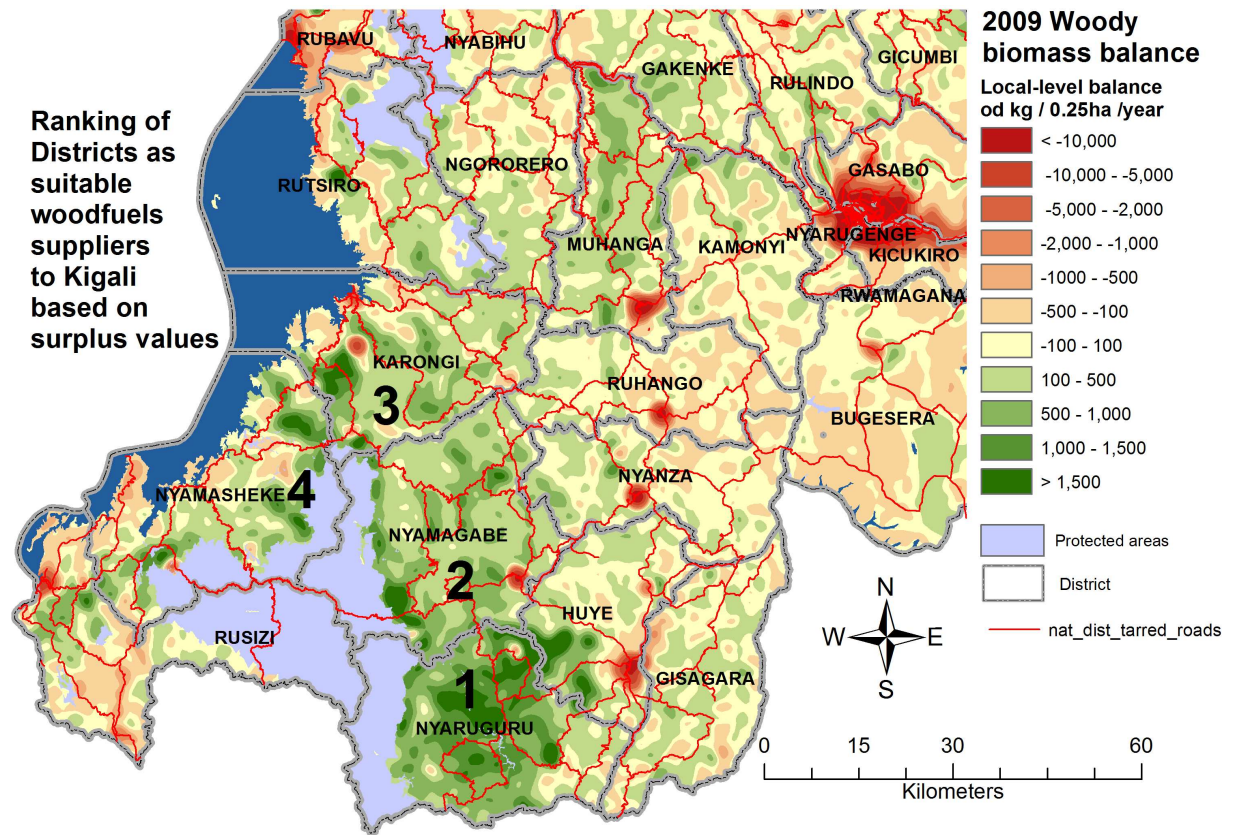 2009 Woody
biomass balance
Local-level balance
od kg / 0.25ha /year
< -10,000
-10,000 - -5,000
-5,000 - -2,000
-2,000 - -1,000
-1000 - -500
-500 - -100
-100 - 100
100 - 500
500 - 1,000
1,000 - 1,500
> 1,500
Protected areas
District
nat_dist_tarred_roads
Ranking of
Districts as
suitable
woodfuels
suppliers
to Kigali
based on
surplus values
RUBAVU
NYABIHU
GAKENKE
RULINDO
GICUMBI
NGORORERO
GASABO
RUTSIRO
MUHANGA
KAMONYI
NYARUGENGE
KICUKIRO
RWAMAGANA
KARONGI
3
RUHANGO
BUGESERA
NYAMASHEKE
4
NYANZA
NYAMAGABE
2
HUYE
RUSIZI
GISAGARA
1
NYARUGURU
N
W
E
S
0
15
30
60
Kilometers